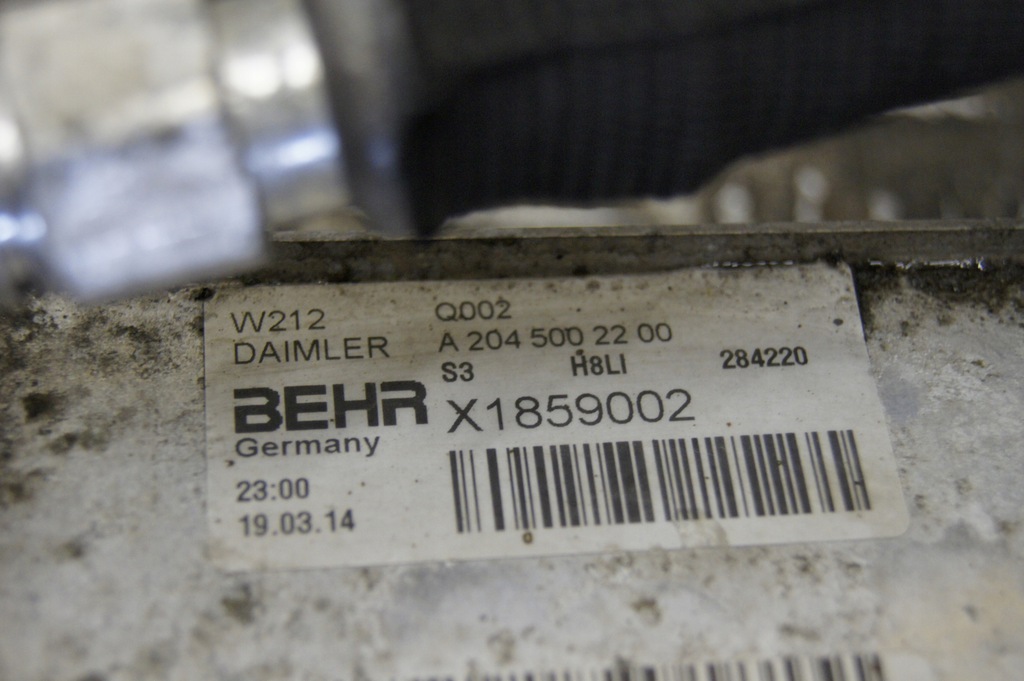 W212 Q002
DAIMLER A 204 500 22 00
S3 H8LI 284220
BEHR X1859002
Germany
23:00
19.03.14